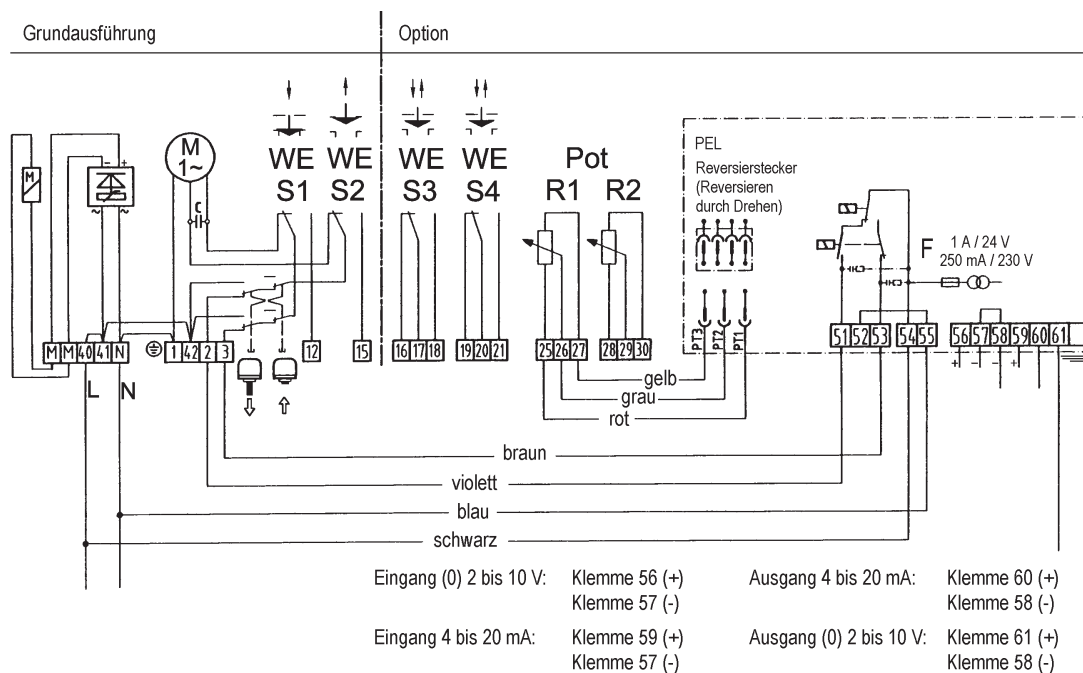 Grundausführung
Option
M
1~
C
M
- +
~ ~
WE WE
S1 S2
WE WE
S3 S4
Pot
R1 R2
PEL
Reversierstecker
(Reversieren
durch Drehen)
F
1 A / 24 V
250 mA / 230 V
M M 40 41 N
1 42 2 3
12
15
16 17 18
19 20 21
25 26 27
28 29 30
PT3 PT2 PT1
51 52 53
54 55
56 57 58 59 60 61
+ - - +
L N
gelb
grau
rot
braun
violett
blau
schwarz
Eingang (0) 2 bis 10 V: Klemme 56 (+)
Klemme 57 (-)
Eingang 4 bis 20 mA: Klemme 59 (+)
Klemme 57 (-)
Ausgang 4 bis 20 mA: Klemme 60 (+)
Klemme 58 (-)
Ausgang (0) 2 bis 10 V: Klemme 61 (+)
Klemme 58 (-)